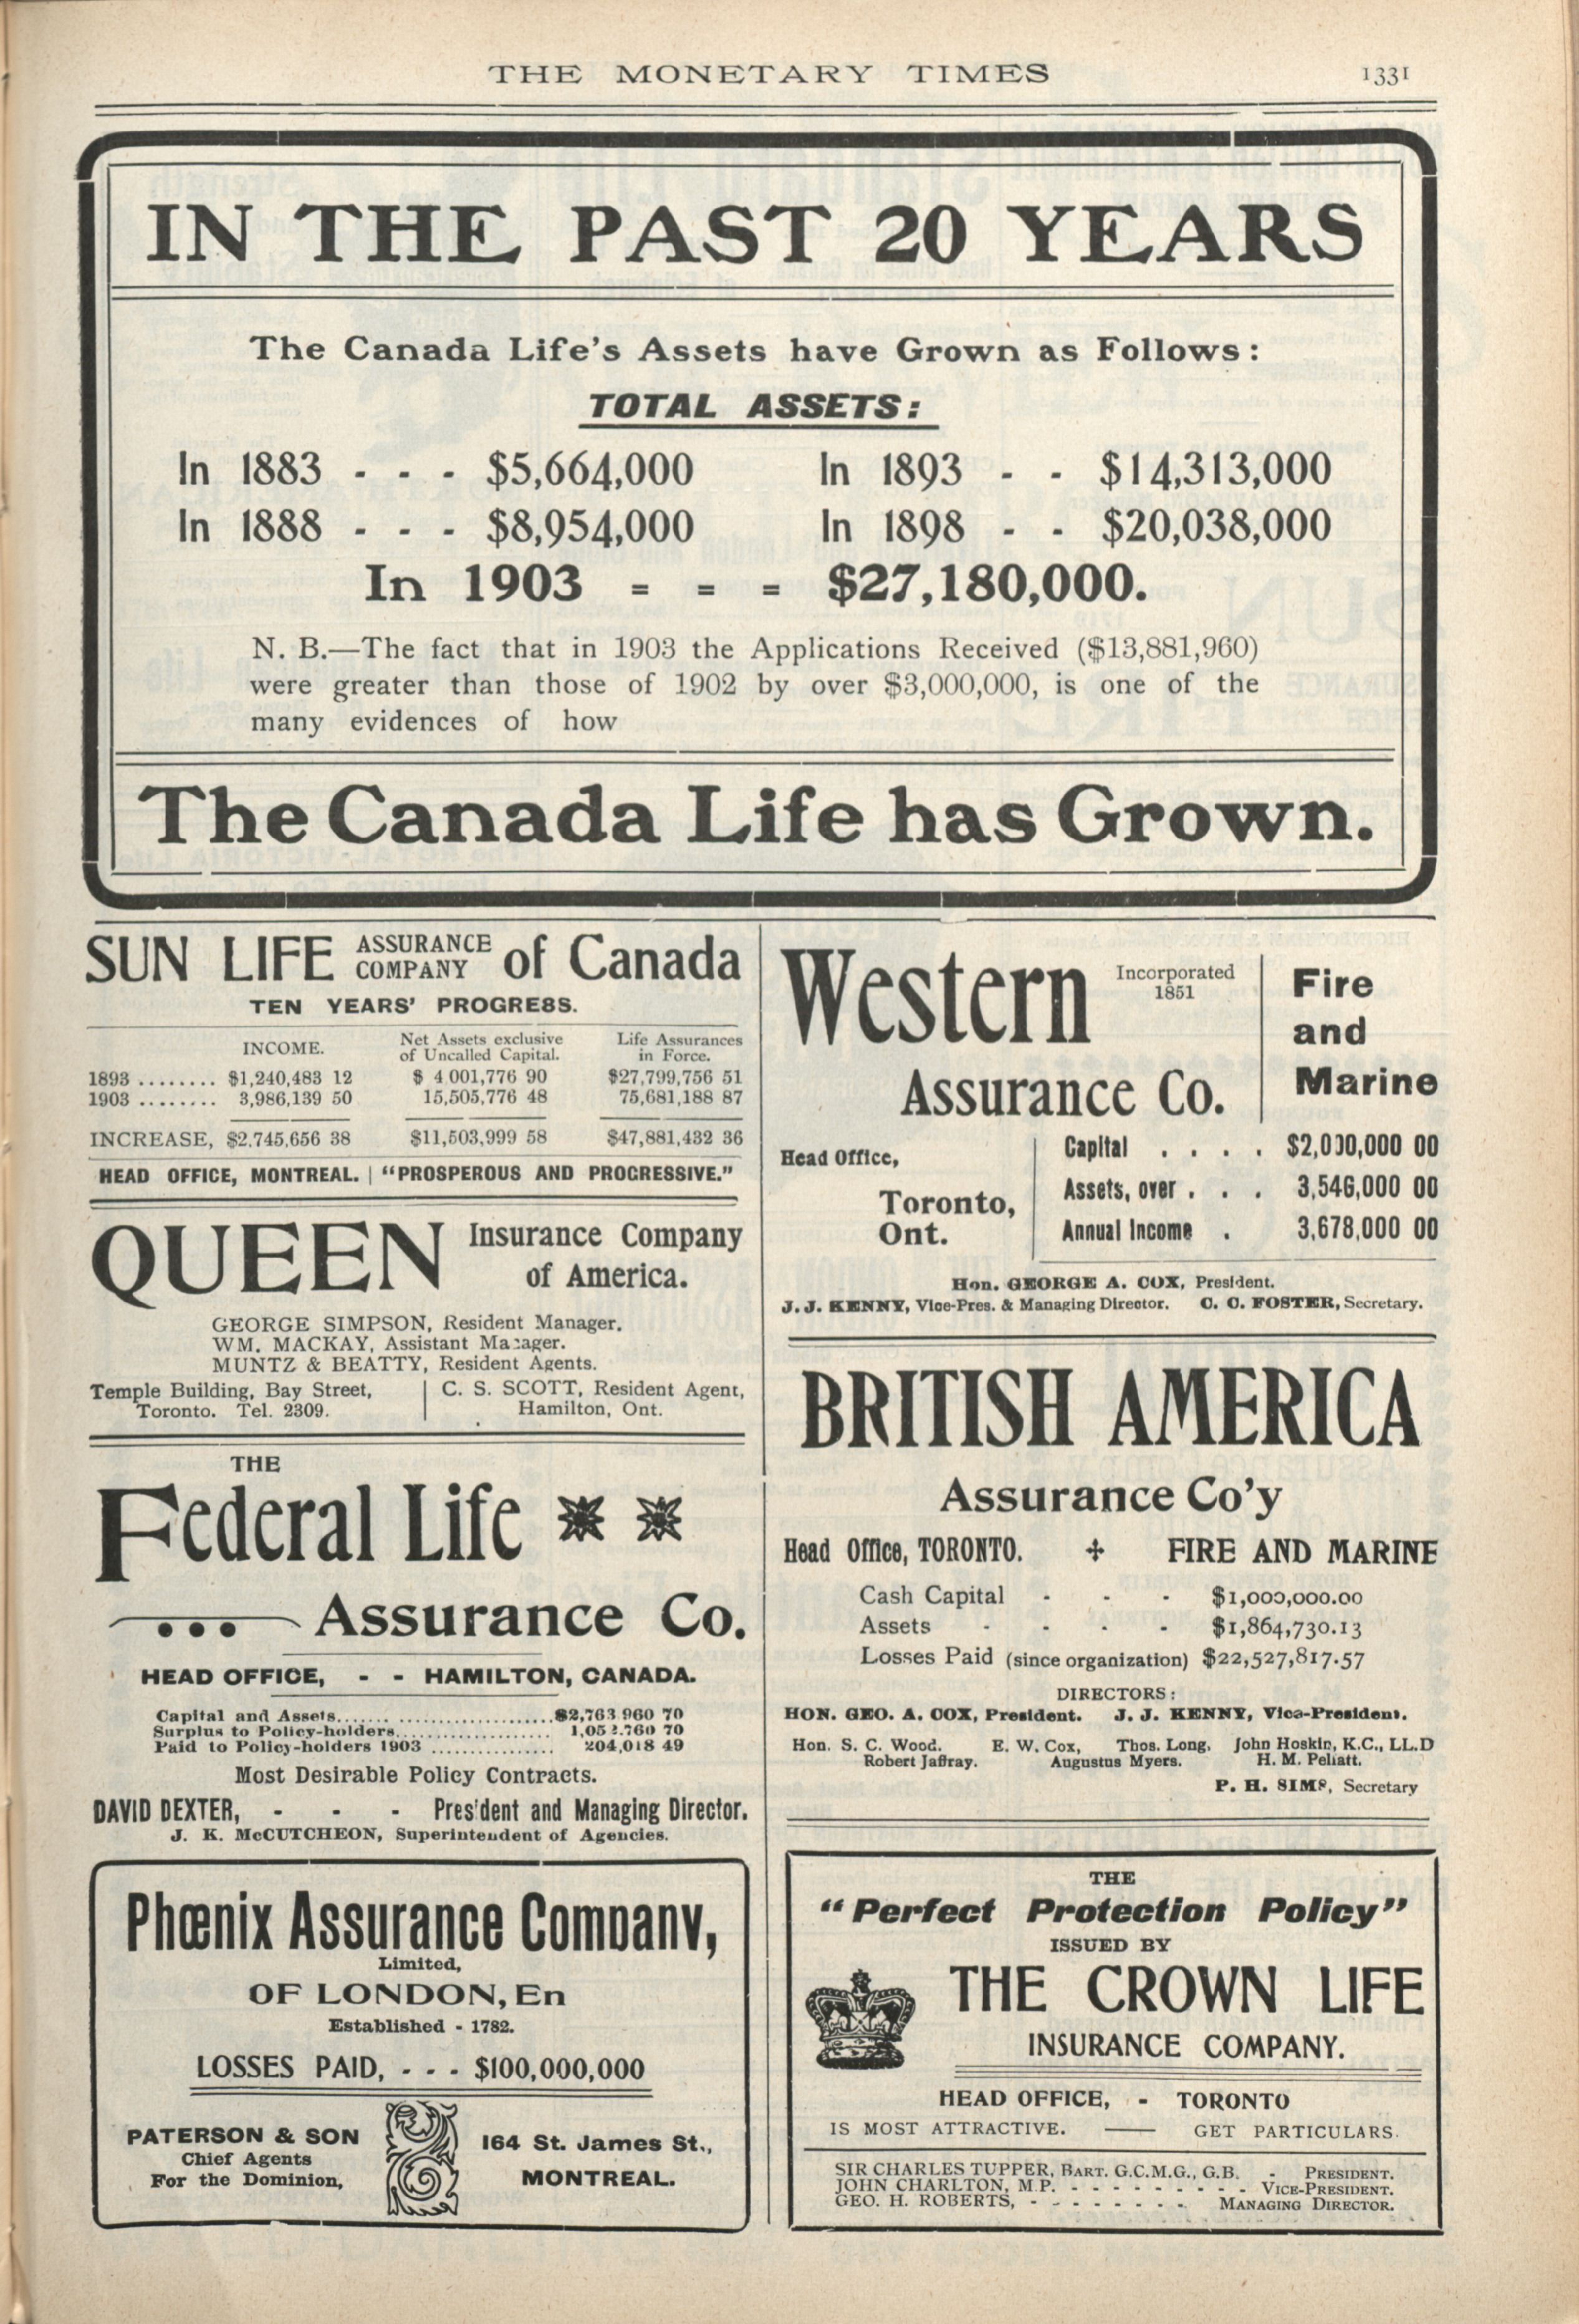 THE MONETARY TIMES 1331
IN THE PAST 20 YEARS
The Canada Life's Assets have Grown as Follows:
TOTAL ASSETS:
In 1883 - - - $5,664,000 In 1893 - - $14,313,000
In 1888 - - - $8,954,000 In 1898 - - $20,038,000
In 1903 = = = $27,180,000.
N. B.—The fact that in 1903 the Applications Received ($13,881,960)
were greater than those of 1902 by over $3,000,000, is one of the
many evidences of how
The Canada Life has Grown.
SUN LIFE ASSURANCE COMPANY of Canada
TEN YEARS' PROGRESS.
INCOME. Net Assets exclusive of Uncalled Capital. Life Assurances in Force.
1893 ........ $1,240,483 12 $ 4 001,776 90 $27,799,756 51
1903 ........ 3,986,139 50 15,505,776 48 75,681,188 87
INCREASE, $2,745,656 38 $11,503,999 58 $47,881,432 36
HEAD OFFICE, MONTREAL. | "PROSPEROUS AND PROGRESSIVE."
QUEEN Insurance Company
of America.
GEORGE SIMPSON, Resident Manager.
WM. MACKAY, Assistant Manager.
MUNTZ & BEATTY, Resident Agents.
Temple Building, Bay Street,
Toronto. Tel. 2309.
C. S. SCOTT, Resident Agent,
Hamilton, Ont.
THE
Federal Life
Assurance Co.
HEAD OFFICE, - - HAMILTON, CANADA.
Capital and Assets.......................$2,763 960 70
Surplus to Policy-holders................ 1,052.760 70
Paid to Policy-holders 1903 ................ 204,018 49
Most Desirable Policy Contracts.
DAVID DEXTER, - - - President and Managing Director.
J. K. McCUTCHEON, Superintendent of Agencies.
Phœnix Assurance Company,
Limited,
OF LONDON, En
Established - 1782.
LOSSES PAID, - - - $100,000,000
PATERSON & SON
Chief Agents
For the Dominion,
164 St. James St.,
MONTREAL.
Western
Incorporated
1851
Fire
and
Marine
Assurance Co.
Head Office,
Toronto,
Ont.
Capital . . . . $2,000,000 00
Assets, over . . . 3,546,000 00
Annual Income . 3,678,000 00
Hon. GEORGE A. COX, President.
J. J. KENNY, Vice-Pres. & Managing Director. C. C. FOSTER, Secretary.
BRITISH AMERICA
Assurance Co'y
Head Office, TORONTO. FIRE AND MARINE
Cash Capital - - - $1,000,000.00
Assets - - - - $1,864,730.13
Losses Paid (since organization) $22,527,817.57
DIRECTORS:
HON. GEO. A. COX, President. J. J. KENNY, Vice-President.
Hon. S. C. Wood. E. W. Cox, Thos. Long, John Hoskin, K.C., LL.D
Robert Jaffray. Augustus Myers. H. M. Pellatt.
P. H. SIMS, Secretary
THE
"Perfect Protection Policy"
ISSUED BY
THE CROWN LIFE
INSURANCE COMPANY.
HEAD OFFICE, - TORONTO
IS MOST ATTRACTIVE. —— GET PARTICULARS.
SIR CHARLES TUPPER, BART. G.C.M.G., G.B. - PRESIDENT.
JOHN CHARLTON, M P. - - - - - - - - - VICE-PRESIDENT.
GEO. H. ROBERTS, - - - - - - - - MANAGING DIRECTOR.